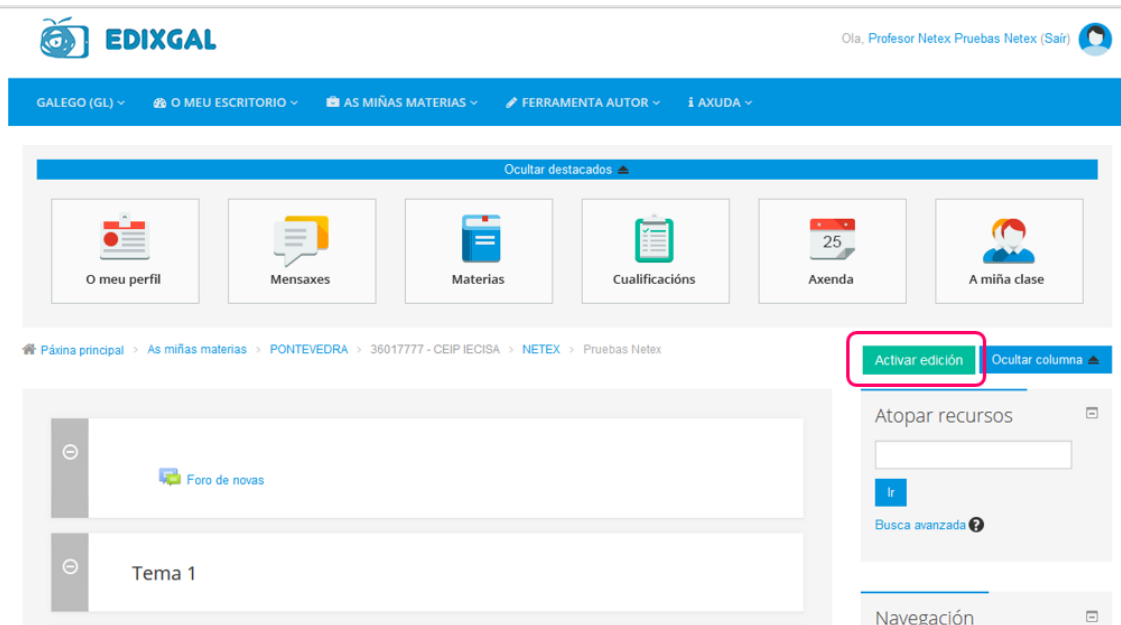 EDIXGAL
Ola, Profesor Netex Pruebas Netex (Saír)
GALEGO (GL)
O MEU ESCRITORIO
AS MIÑAS MATERIAS
FERRAMENTA AUTOR
AXUDA
Ocultar destacados
O meu perfil
Mensaxes
Materias
Cualificacións
25
Axenda
A miña clase
Páxina principal > As miñas materias > PONTEVEDRA > 36017777 - CEIP IECISA > NETEX > Pruebas Netex
Activar edición
Ocultar columna
Foro de novas
Tema 1
Atopar recursos
Ir
Busca avanzada
Navegación